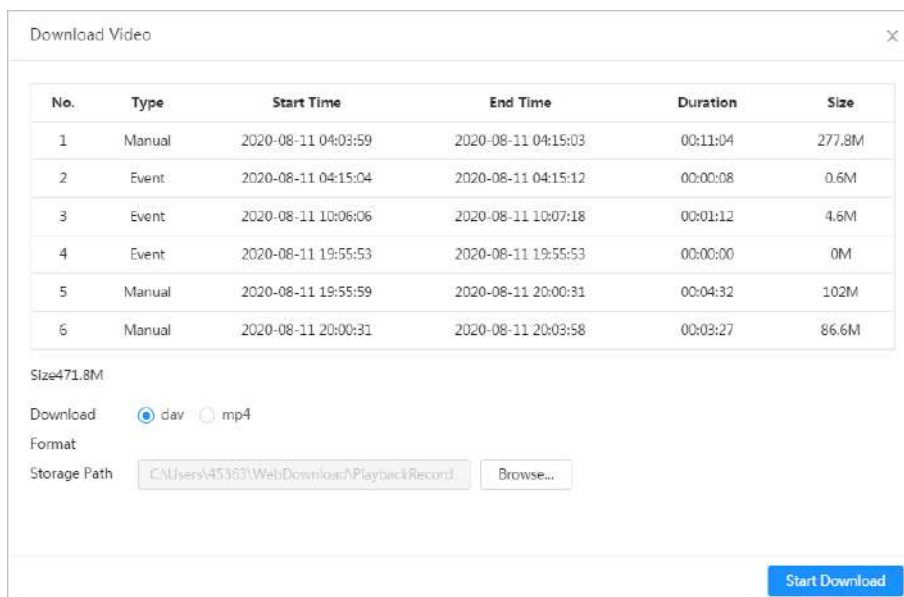 Download Video
No. Type Start Time End Time Duration Size
1 Manual 2020-08-11 04:03:59 2020-08-11 04:15:03 00:11:04 277.8M
2 Event 2020-08-11 04:15:04 2020-08-11 04:15:12 00:00:08 0.6M
3 Event 2020-08-11 10:06:06 2020-08-11 10:07:18 00:01:12 4.6M
4 Event 2020-08-11 19:55:53 2020-08-11 19:55:53 00:00:00 0M
5 Manual 2020-08-11 19:55:59 2020-08-11 20:00:31 00:04:32 102M
6 Manual 2020-08-11 20:00:31 2020-08-11 20:03:58 00:03:27 86.6M
Size471.8M
Download dav mp4
Format
Storage Path C:\Users\45363\WebDownload\PlaybackRecord Browse...
Start Download